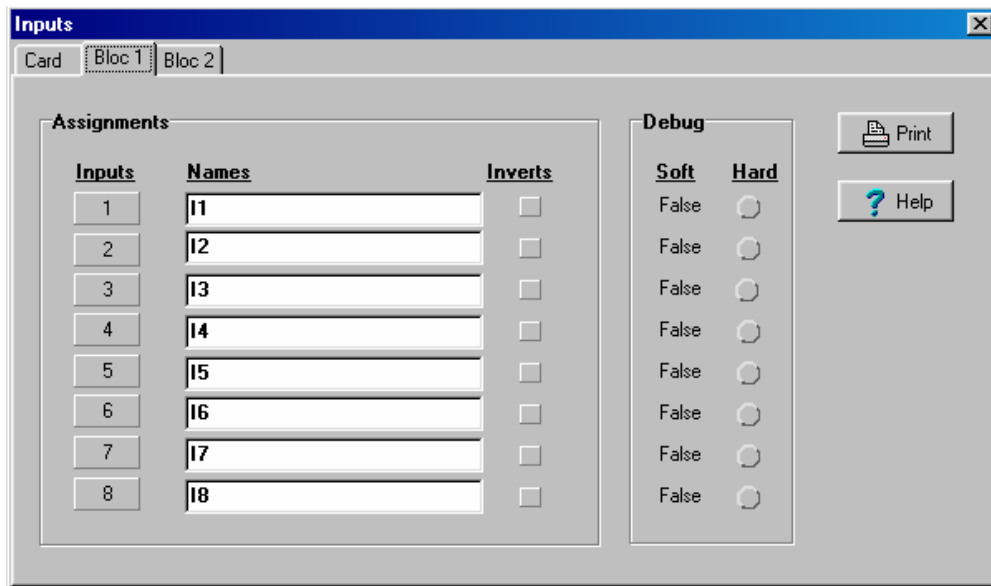 Inputs
Card Bloc 1 Bloc 2
Assignments Debug
Print
Inputs Names Inverts Soft Hard
1 I1 False
Help
2 I2 False
3 I3 False
4 I4 False
5 I5 False
6 I6 False
7 I7 False
8 I8 False